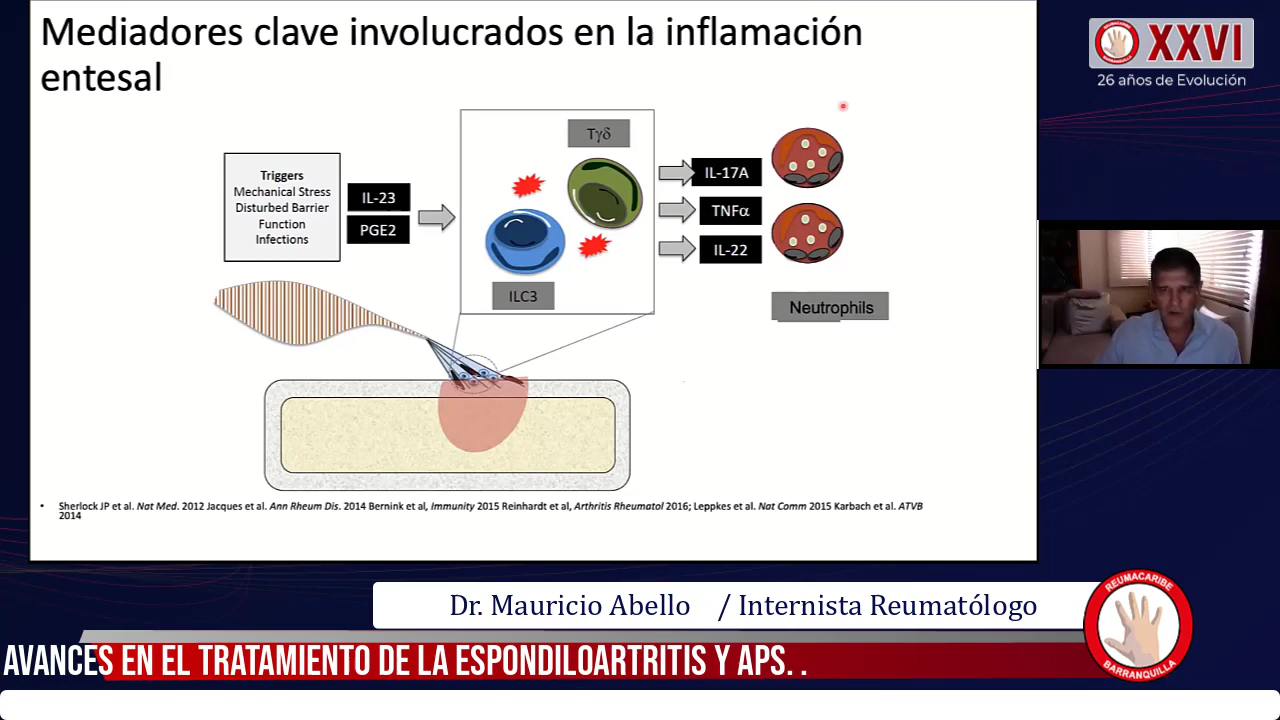 Mediadores clave involucrados en la inflamación
entesal
XXVI
26 años de Evolución
Triggers
Mechanical Stress
Disturbed Barrier
Function
Infections
IL-23
PGE2
Tγδ
ILC3
IL-17A
TNFα
IL-22
Neutrophils
• Sherlock JP et al. Nat Med. 2012 Jacques et al. Ann Rheum Dis. 2014 Bernink et al, Immunity 2015 Reinhardt et al, Arthritis Rheumatol 2016; Leppkes et al. Nat Comm 2015 Karbach et al. ATVB
2014
Dr. Mauricio Abello / Internista Reumatólogo
REUMACARIBE
BARRANQUILLA
AVANCES EN EL TRATAMIENTO DE LA ESPONDILOARTRITIS Y APS. .